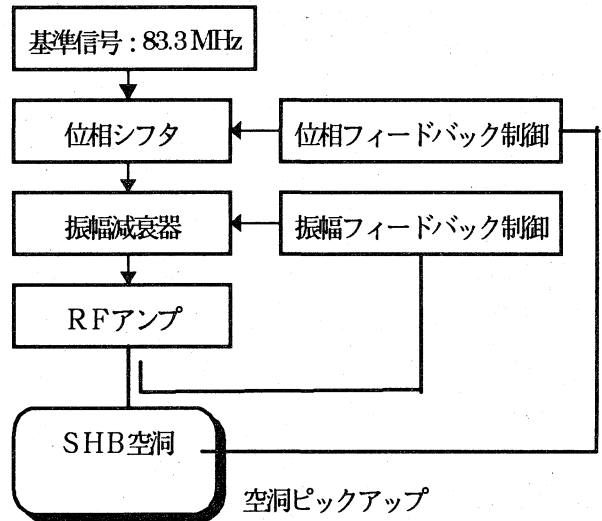 基準信号：83.3 MHz
位相シフタ
位相フィードバック制御
振幅減衰器
振幅フィードバック制御
ＲＦアンプ
ＳＨＢ空洞
空洞ピックアップ